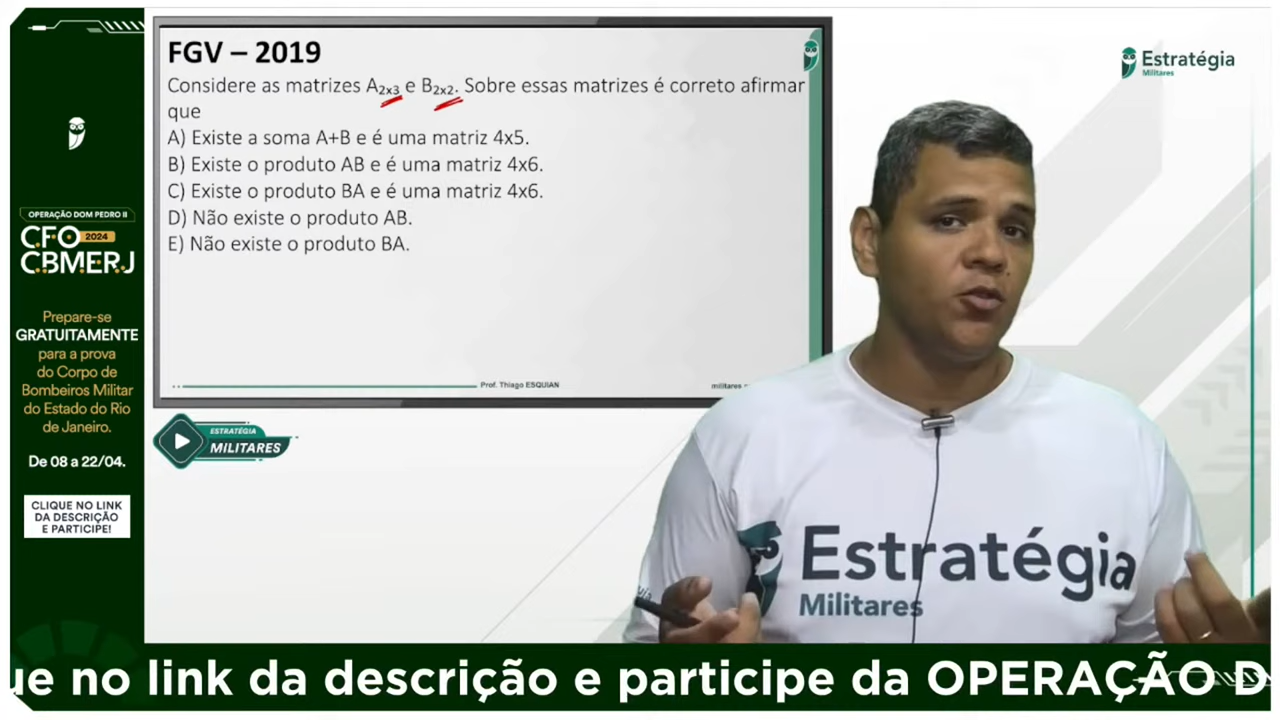 FGV – 2019
Considere as matrizes A₂ₓ₃ e B₂ₓ₂. Sobre essas matrizes é correto afirmar
que
A) Existe a soma A+B e é uma matriz 4x5.
B) Existe o produto AB e é uma matriz 4x6.
C) Existe o produto BA e é uma matriz 4x6.
D) Não existe o produto AB.
E) Não existe o produto BA.
Prof. Thiago ESQUIAN
militares
Estratégia
Militares
OPERAÇÃO DOM PEDRO II
CFO 2024
CBMERJ
Prepare-se
GRATUITAMENTE
para a prova
do Corpo de
Bombeiros Militar
do Estado do Rio
de Janeiro.
De 08 a 22/04.
CLIQUE NO LINK
DA DESCRIÇÃO
E PARTICIPE!
ESTRATÉGIA
MILITARES
Estratégia
Militares
ue no link da descrição e participe da OPERAÇÃO D